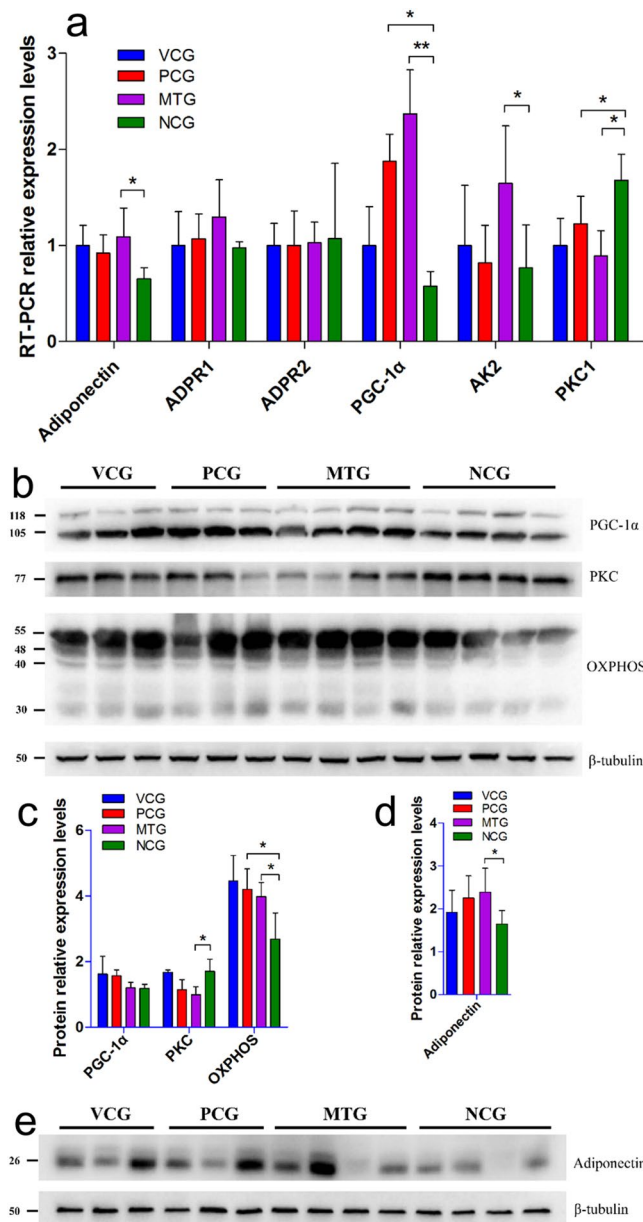 a
RT-PCR relative expression levels
3
2
1
0
VCG
PCG
MTG
NCG
*
*
**
*
*
*
Adiponectin
ADPR1
ADPR2
PGC-1α
AK2
PKC1
b
VCG PCG MTG NCG
118
105
PGC-1α
77
PKC
55
48
40
30
OXPHOS
50
β-tubulin
c
Protein relative expression levels
6
4
2
0
VCG
PCG
MTG
NCG
*
*
*
PGC-1α
PKC
OXPHOS
d
Protein relative expression levels
4
3
2
1
0
VCG
PCG
MTG
NCG
*
Adiponectin
e
VCG PCG MTG NCG
26
Adiponectin
50
β-tubulin